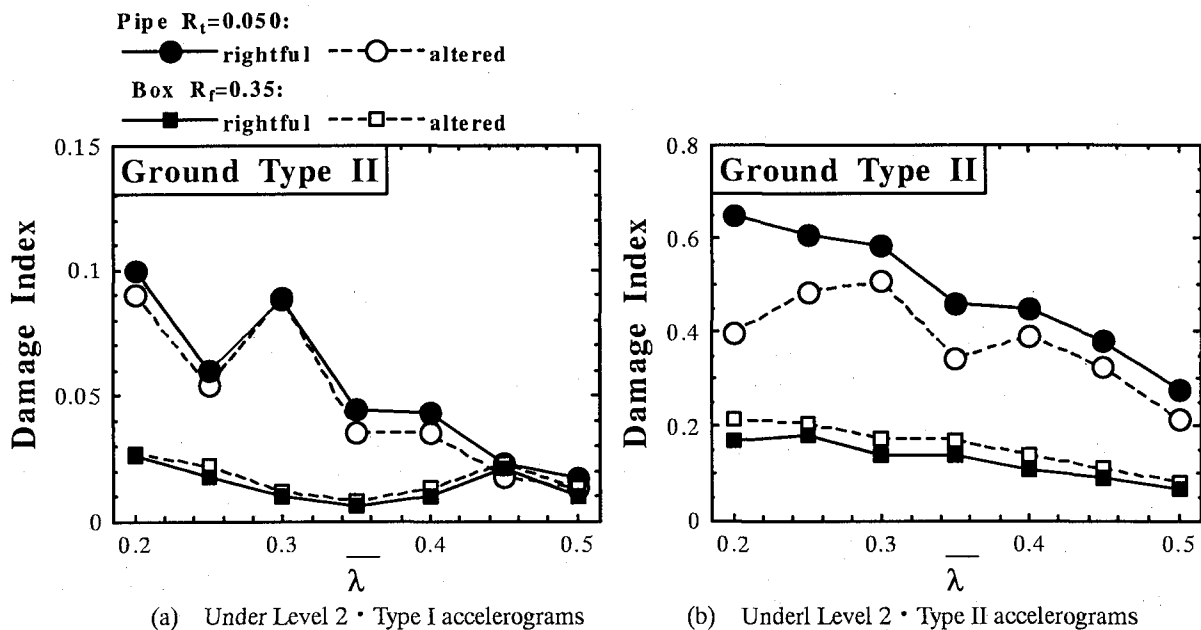 Pipe Rt=0.050:
rightful altered
Box Rf=0.35:
rightful altered
Ground Type II
0.15
0.1
0.05
0
Damage Index
0.2 0.3 0.4 0.5
λ
(a) Under Level 2・Type I accelerograms
Ground Type II
0.8
0.6
0.4
0.2
0
Damage Index
0.2 0.3 0.4 0.5
λ
(b) Underl Level 2・Type II accelerograms